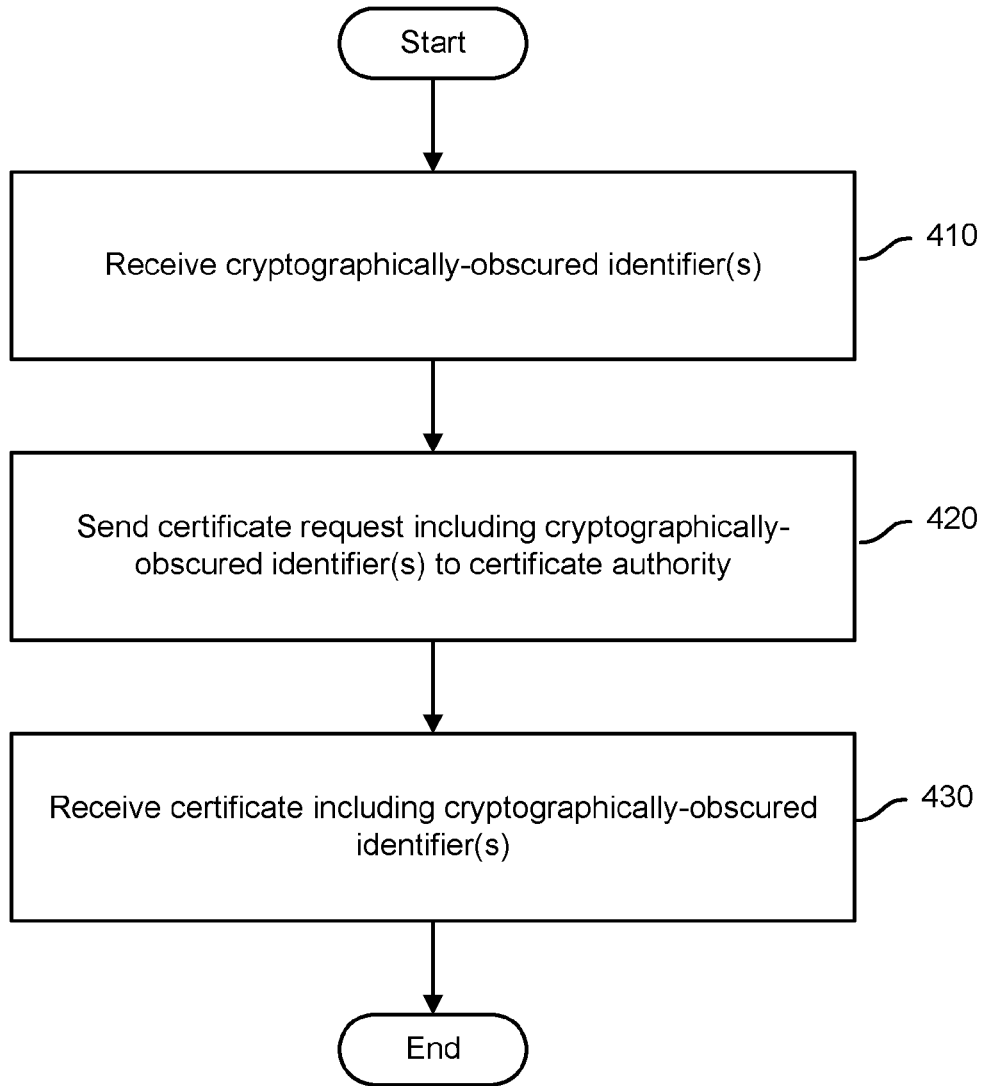 Start
Receive cryptographically-obscured identifier(s)
410
Send certificate request including cryptographically-
obscured identifier(s) to certificate authority
420
Receive certificate including cryptographically-obscured
identifier(s)
430
End